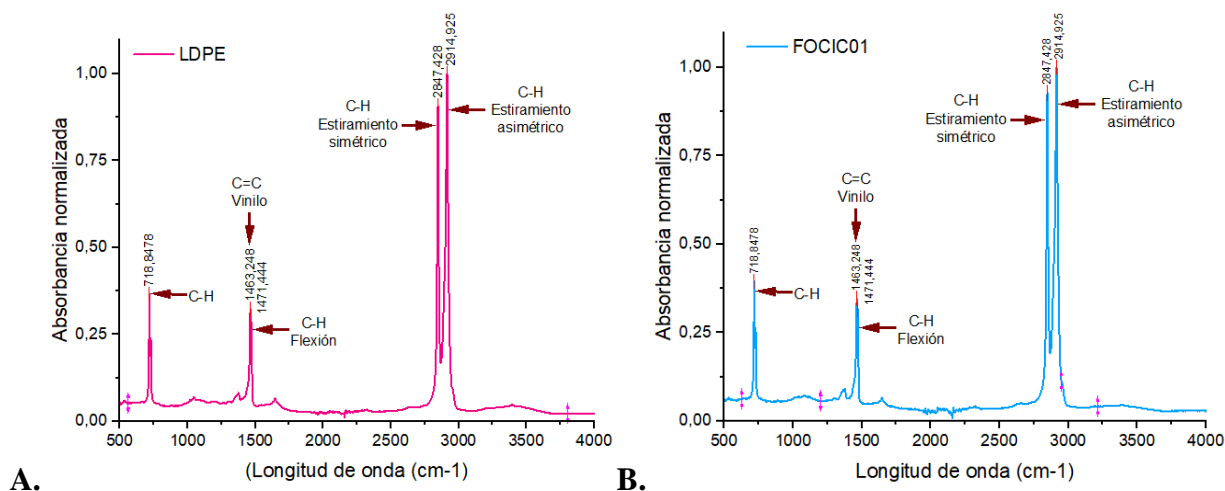 LDPE
2847,428
2914,925
1,00
C-H
Estiramiento
simétrico
C-H
Estiramiento
asimétrico
0,75
C=C
Vinilo
0,50
718,8478
1463,248
1471,444
C-H
C-H
Flexión
0,25
0,00
500 1000 1500 2000 2500 3000 3500 4000
Absorbancia normalizada
(Longitud de onda (cm-1)
A.
FOCIC01
2847,428
2914,925
1,00
C-H
Estiramiento
simétrico
C-H
Estiramiento
asimétrico
0,75
C=C
Vinilo
0,50
718,8478
1463,248
1471,444
C-H
C-H
Flexión
0,25
0,00
500 1000 1500 2000 2500 3000 3500 4000
Absorbancia normalizada
Longitud de onda (cm-1)
B.